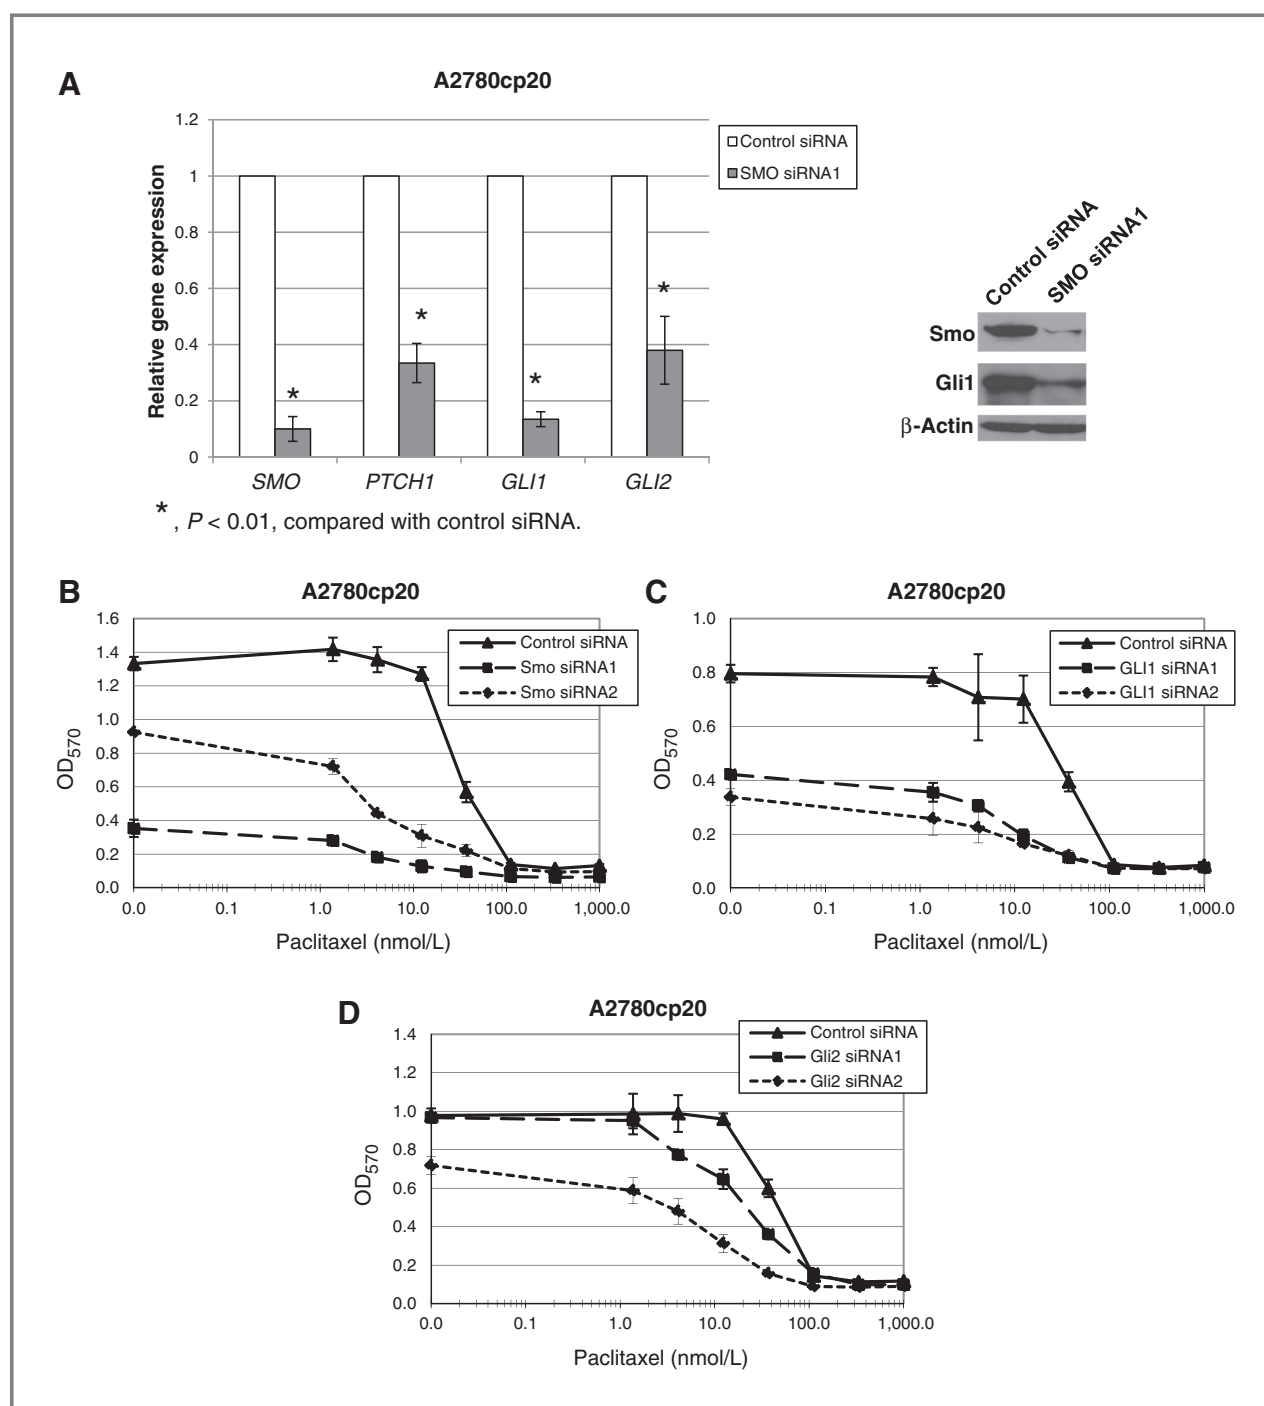 A
A2780cp20
1.2
1
0.8
0.6
0.4
0.2
0
Relative gene expression
*
*
*
*
SMO
PTCH1
GLI1
GLI2
Control siRNA
SMO siRNA1
*, P < 0.01, compared with control siRNA.
Control siRNA
SMO siRNA1
Smo
Gli1
β-Actin
B
A2780cp20
1.6
1.4
1.2
1.0
0.8
0.6
0.4
0.2
0.0
OD570
Control siRNA
Smo siRNA1
Smo siRNA2
0.0 0.1 1.0 10.0 100.0 1,000.0
Paclitaxel (nmol/L)
C
A2780cp20
1.0
0.8
0.6
0.4
0.2
0.0
OD570
Control siRNA
GLI1 siRNA1
GLI1 siRNA2
0.0 0.1 1.0 10.0 100.0 1,000.0
Paclitaxel (nmol/L)
D
A2780cp20
1.4
1.2
1.0
0.8
0.6
0.4
0.2
0.0
OD570
Control siRNA
Gli2 siRNA1
Gli2 siRNA2
0.0 0.1 1.0 10.0 100.0 1,000.0
Paclitaxel (nmol/L)